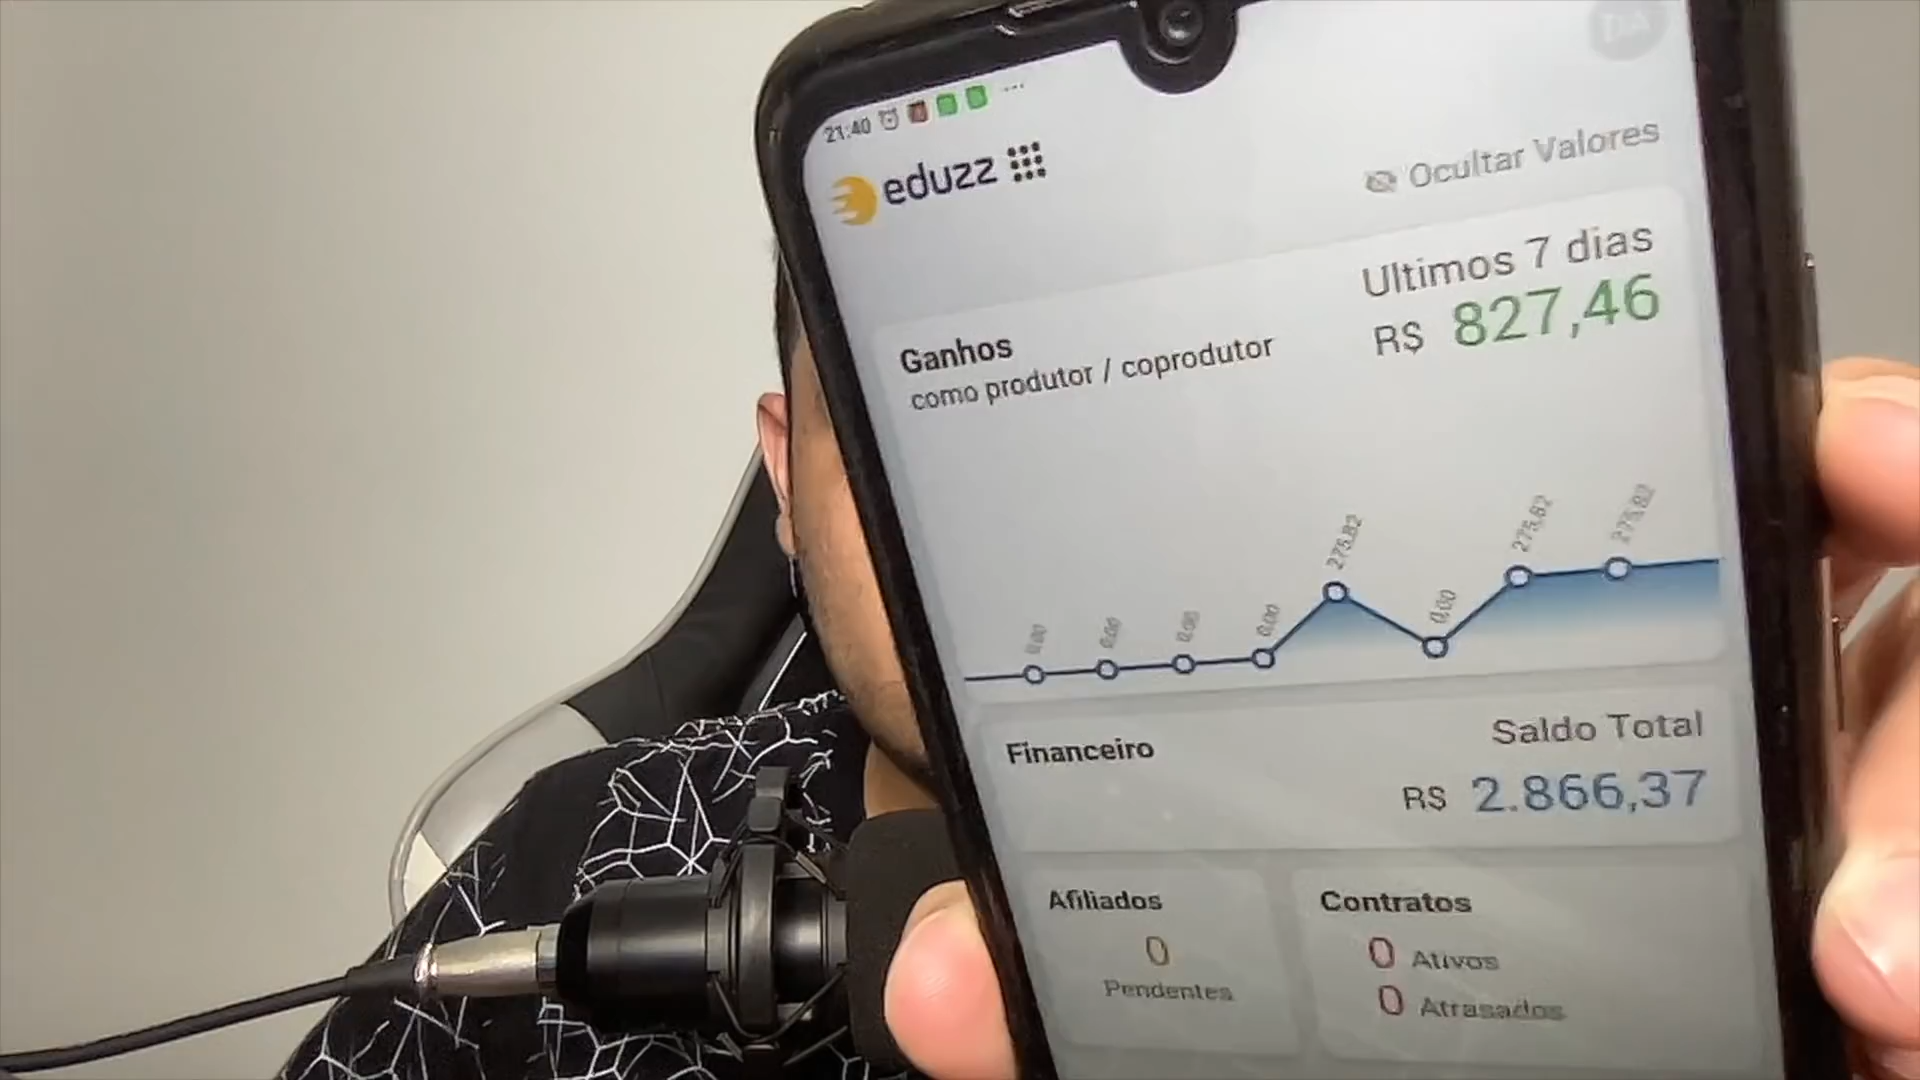 21:40
eduzz
Ocultar Valores
Ultimos 7 dias
R$ 827,46
Ganhos
como produtor / coprodutor
0.00
0.00
0.00
0.00
275.82
0.00
275.82
275.82
Financeiro
Saldo Total
R$ 2.866,37
Afiliados
0
Pendentes
Contratos
0 Ativos
0 Atrasados